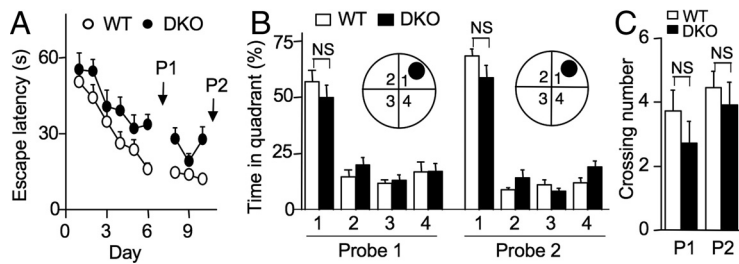 A
WT
DKO
Escape latency (s)
60
30
0
P1
P2
0
3
6
9
Day
B
WT
DKO
Time in quadrant (%)
75
50
25
0
NS
NS
2 1
3 4
2 1
3 4
1 2 3 4
1 2 3 4
Probe 1
Probe 2
C
WT
DKO
Crossing number
6
4
2
0
NS
NS
P1 P2